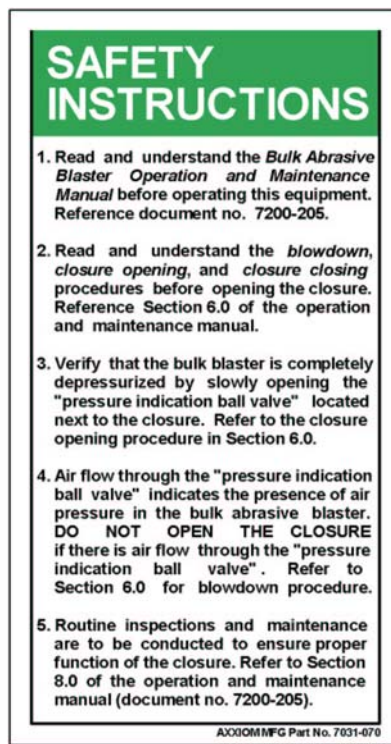 SAFETY
INSTRUCTIONS
1. Read and understand the Bulk Abrasive
Blaster Operation and Maintenance
Manual before operating this equipment.
Reference document no. 7200-205.
2. Read and understand the blowdown,
closure opening, and closure closing
procedures before opening the closure.
Reference Section 6.0 of the operation
and maintenance manual.
3. Verify that the bulk blaster is completely
depressurized by slowly opening the
"pressure indication ball valve" located
next to the closure. Refer to the closure
opening procedure in Section 6.0.
4. Air flow through the "pressure indication
ball valve" indicates the presence of air
pressure in the bulk abrasive blaster.
DO NOT OPEN THE CLOSURE
if there is air flow through the "pressure
indication ball valve". Refer to
Section 6.0 for blowdown procedure.
5. Routine inspections and maintenance
are to be conducted to ensure proper
function of the closure. Refer to Section
8.0 of the operation and maintenance
manual (document no. 7200-205).
AXXIOM MFG Part No. 7031-070